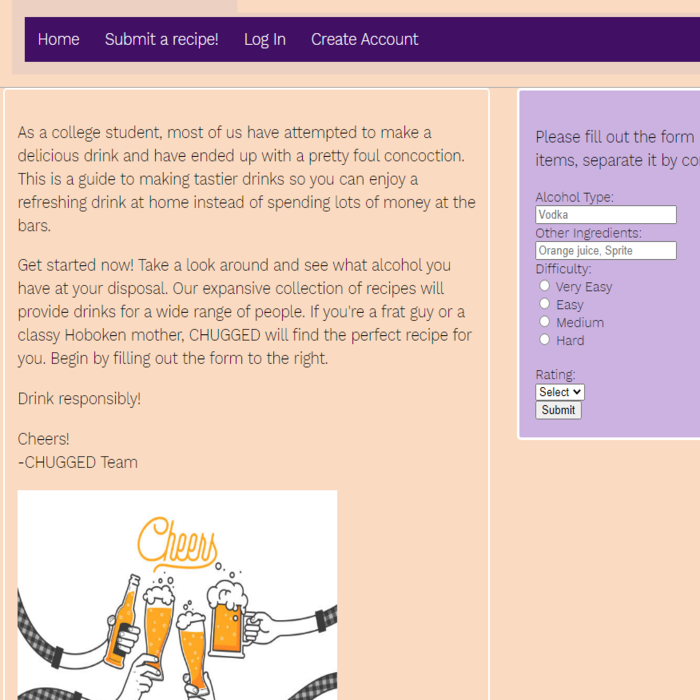 Home Submit a recipe! Log In Create Account
As a college student, most of us have attempted to make a
delicious drink and have ended up with a pretty foul concoction.
This is a guide to making tastier drinks so you can enjoy a
refreshing drink at home instead of spending lots of money at the
bars.
Get started now! Take a look around and see what alcohol you
have at your disposal. Our expansive collection of recipes will
provide drinks for a wide range of people. If you're a frat guy or a
classy Hoboken mother, CHUGGED will find the perfect recipe for
you. Begin by filling out the form to the right.
Drink responsibly!
Cheers!
-CHUGGED Team
Cheers
Please fill out the form
items, separate it by
Alcohol Type:
Vodka
Other Ingredients:
Orange juice, Sprite
Difficulty:
Very Easy
Easy
Medium
Hard
Rating:
Select
Submit